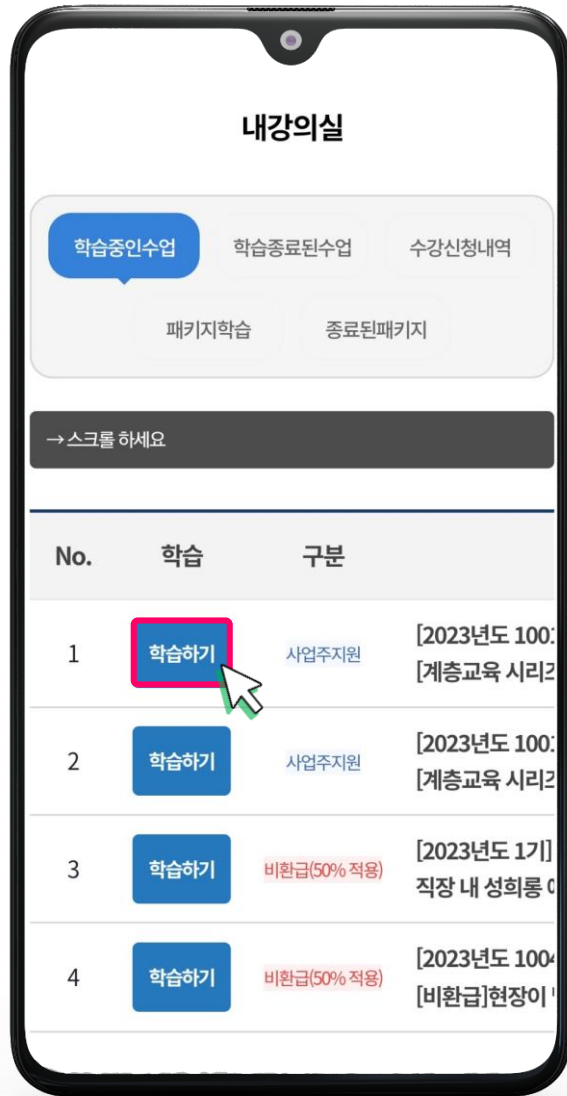 내강의실
학습중인수업 학습종료된수업 수강신청내역
패키지학습 종료된패키지
→스크롤 하세요
No. 학습 구분
1 학습하기 사업주지원 [2023년도 1001
[계층교육 시리즈
2 학습하기 사업주지원 [2023년도 1001
[계층교육 시리즈
3 학습하기 비환급(50% 적용) [2023년도 1기]
직장 내 성희롱
4 학습하기 비환급(50% 적용) [2023년도 1004
[비환급]현장이